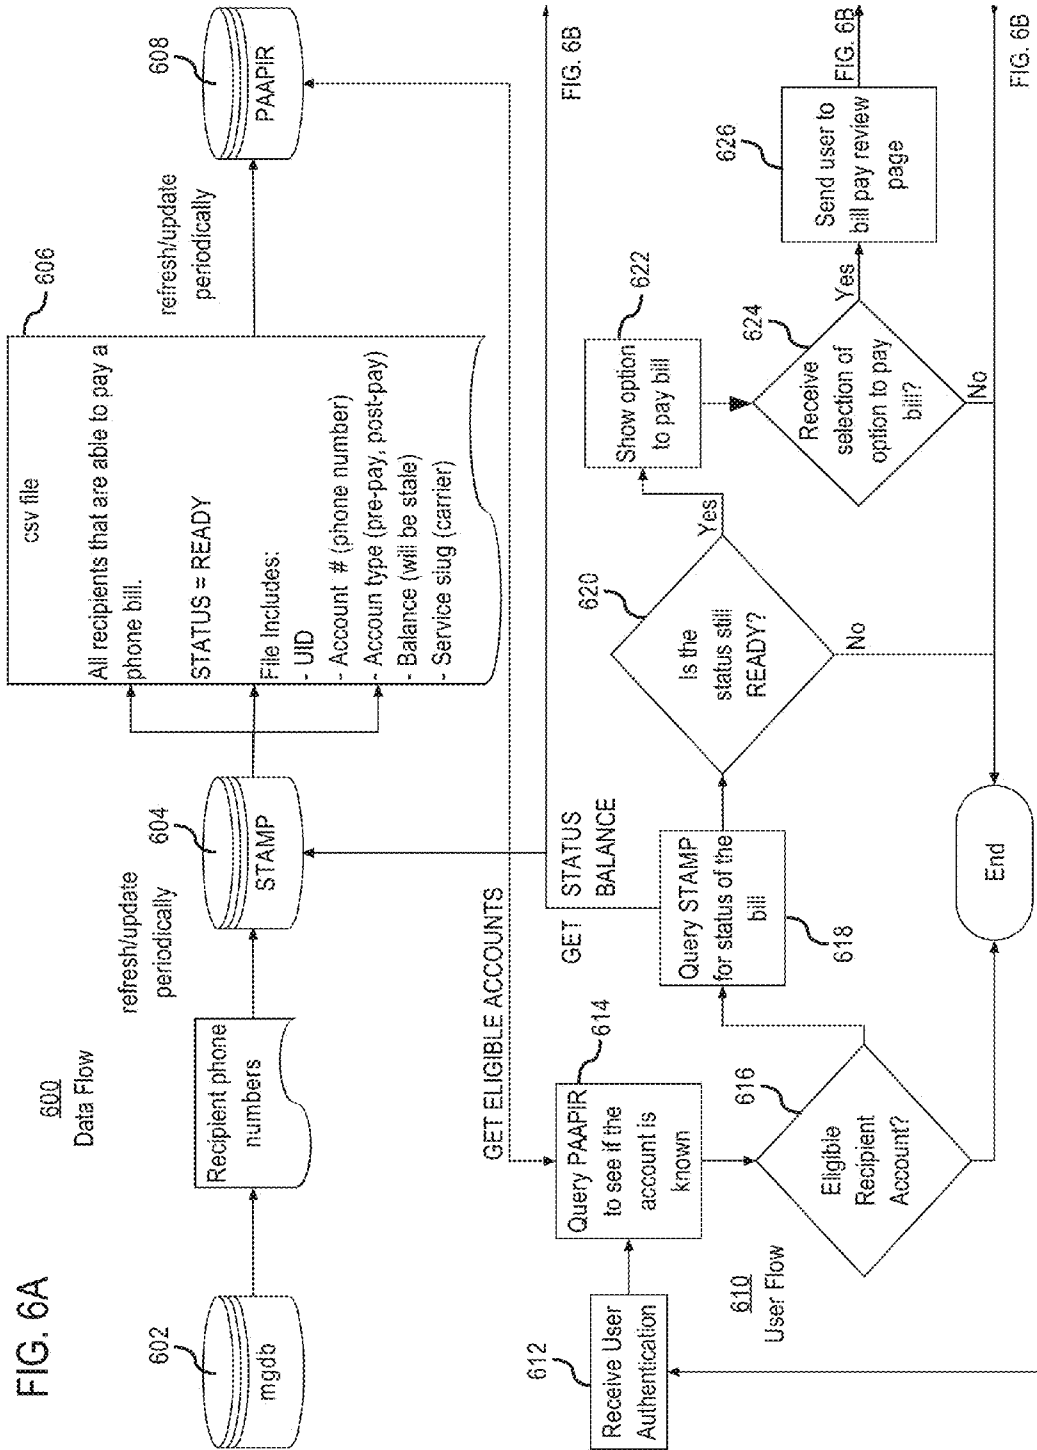 FIG. 6A
600
Data Flow
602
mgdb
Recipient phone
numbers
refresh/update
periodically
604
STAMP
606
csv file
All recipients that are able to pay a
phone bill.
STATUS = READY
File Includes:
- UID
- Account # (phone number)
- Accoun type (pre-pay, post-pay)
- Balance (will be stale)
- Service slug (carrier)
refresh/update
periodically
608
PAAPIR
GET ELIGIBLE ACCOUNTS
GET STATUS
BALANCE
FIG. 6B
612
Receive User
Authentication
610
User Flow
614
Query PAAPIR
to see if the
account is
known
616
Eligible
Recipient
Account?
618
Query STAMP
for status of the
bill
620
Is the
status still
READY?
Yes
No
622
Show option
to pay bill
624
Receive
selection of
option to pay
bill?
Yes
No
626
Send user to
bill pay review
page
FIG. 6B
End
FIG. 6B